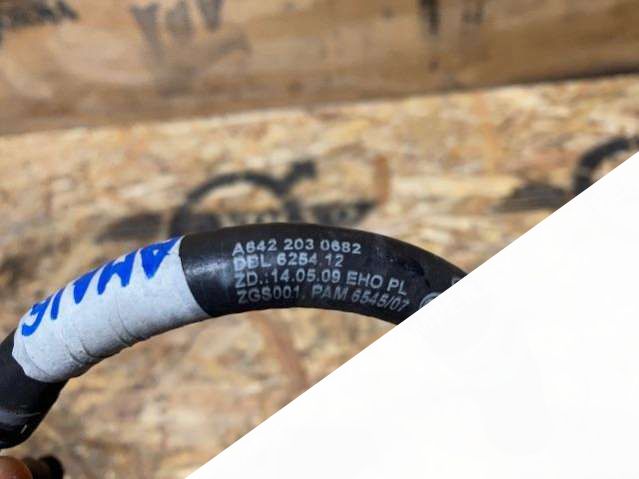 A642 203 0682
DBL 6254.12
ZD.:14.05.09 EHO PL
ZGS001. PAM 6545/07